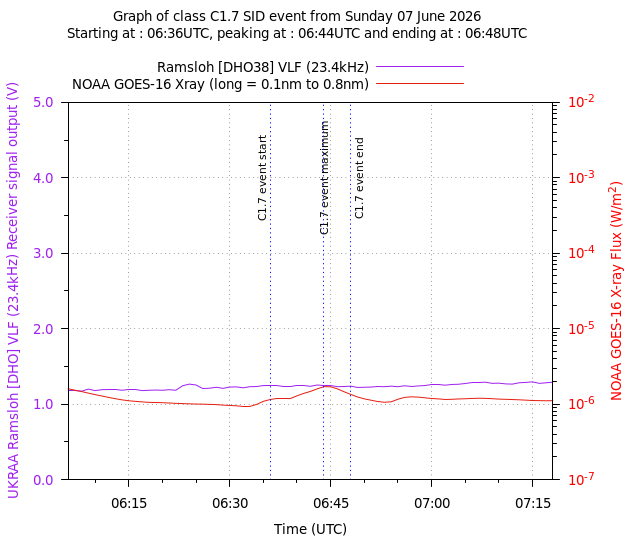 Graph of class C1.7 SID event from Sunday 07 June 2026
Starting at : 06:36UTC, peaking at : 06:44UTC and ending at : 06:48UTC
Ramsloh [DHO38] VLF (23.4kHz)
NOAA GOES-16 Xray (long = 0.1nm to 0.8nm)
UKRAA Ramsloh [DHO] VLF (23.4kHz) Receiver signal output (V)
5.0
4.0
3.0
2.0
1.0
0.0
C1.7 event start
C1.7 event maximum
C1.7 event end
10-2
10-3
10-4
10-5
10-6
10-7
NOAA GOES-16 X-ray Flux (W/m2)
06:15 06:30 06:45 07:00 07:15
Time (UTC)